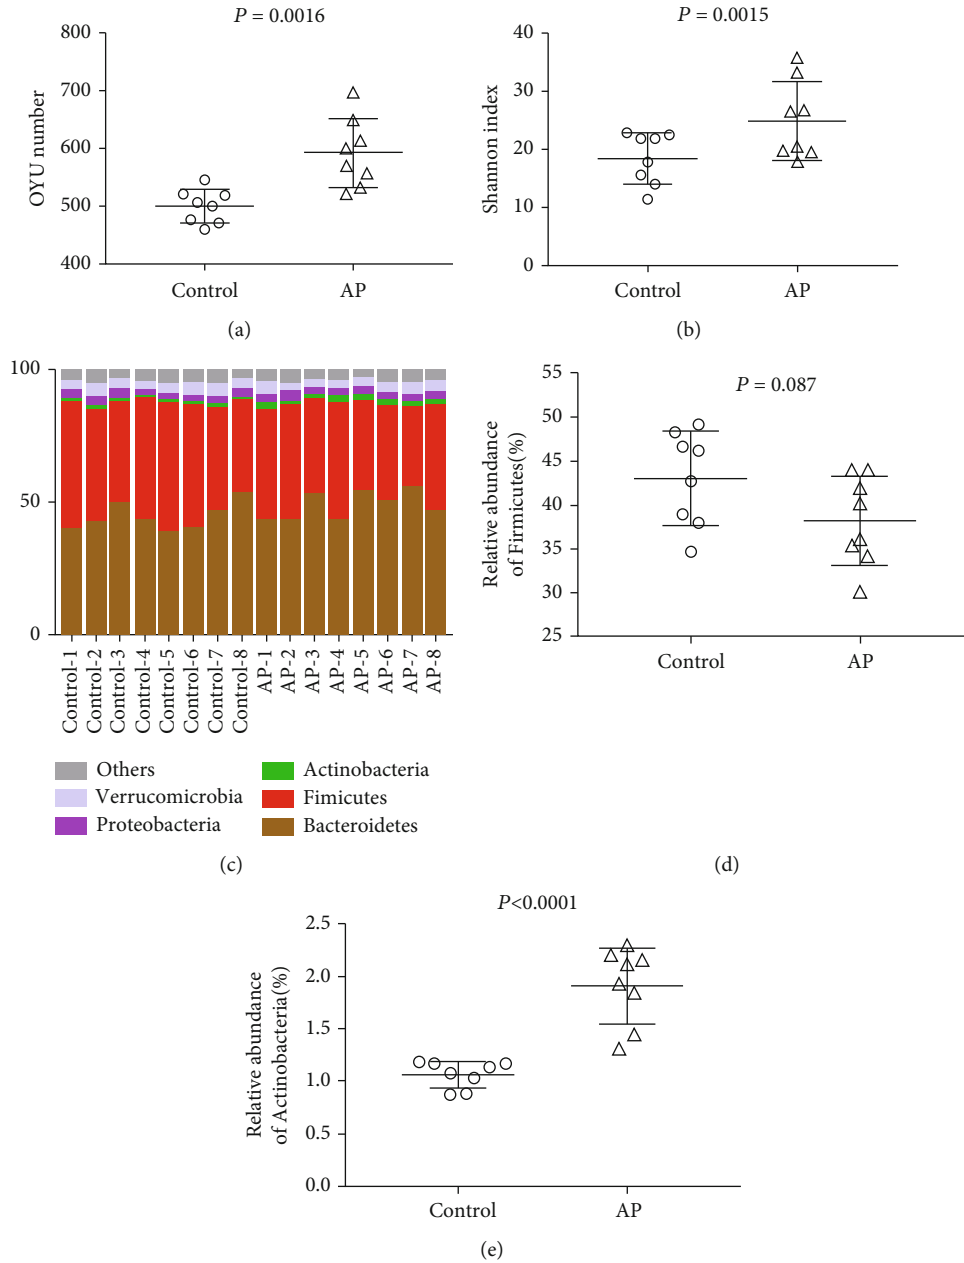 P = 0.0016
800
700
600
500
400
OYU number
Control
AP
(a)
P = 0.0015
40
30
20
10
0
Shannon index
Control
AP
(b)
100
50
0
Control-1
Control-2
Control-3
Control-4
Control-5
Control-6
Control-7
Control-8
AP-1
AP-2
AP-3
AP-4
AP-5
AP-6
AP-7
AP-8
Others
Verrucomicrobia
Proteobacteria
Actinobacteria
Fimicutes
Bacteroidetes
(c)
P = 0.087
55
50
45
40
35
30
25
Relative abundance
of Firmicutes(%)
Control
AP
(d)
P<0.0001
2.5
2.0
1.5
1.0
0.5
0.0
Relative abundance
of Actinobacteria(%)
Control
AP
(e)